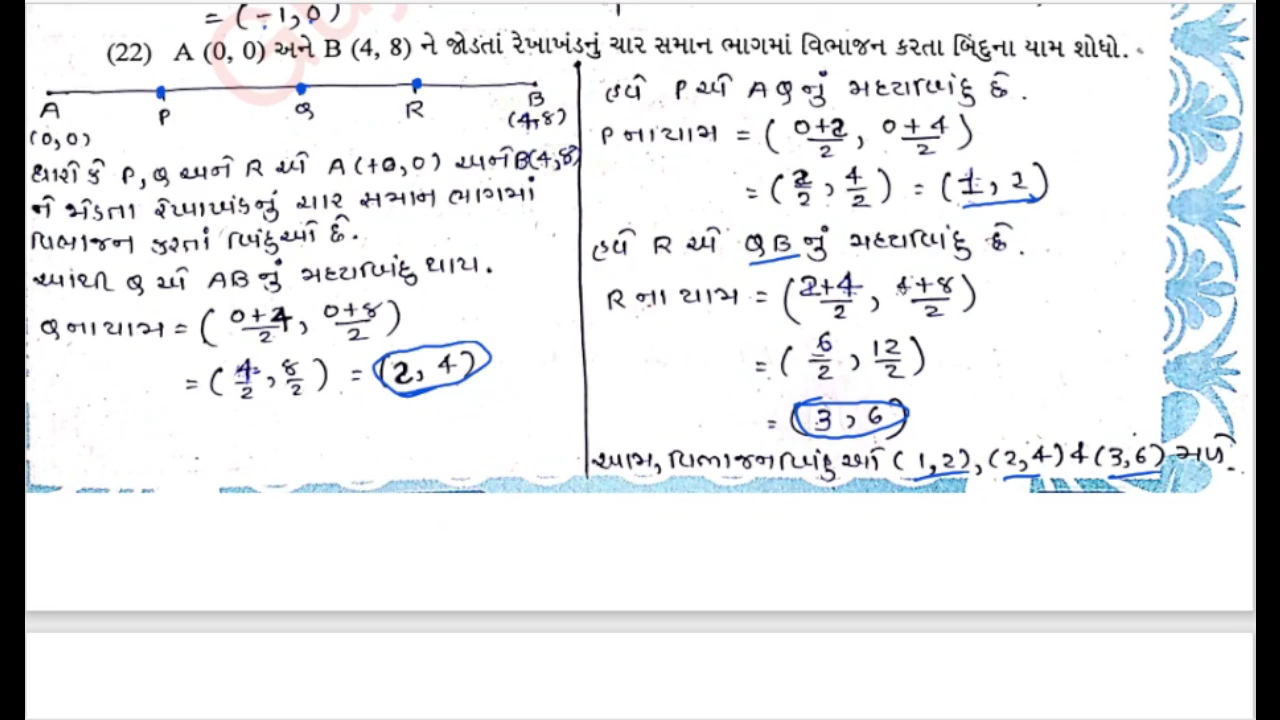 = (-1, 0)
(22) A (0, 0) અને B (4, 8) ને જોડતાં રેખાખંડનું ચાર સમાન ભાગમાં વિભાજન કરતા બિંદુના યામ શોધો.
A P Q R B
(0,0) (4,8)
ધારો કે P, Q અને R એ A(0,0) અને B(4,8)
ને જોડતા રેખાખંડનું ચાર સમાન ભાગમાં
વિભાજન કરતાં બિંદુઓ છે.
આથી Q એ AB નું મધ્યબિંદુ થાય.
Q ના યામ = (0+4/2, 0+8/2)
= (4/2, 8/2) = (2, 4)
હવે P એ AQ નું મધ્યબિંદુ છે.
P ના યામ = (0+2/2, 0+4/2)
= (2/2, 4/2) = (1, 2)
હવે R એ QB નું મધ્યબિંદુ છે.
R ના યામ = (2+4/2, 4+8/2)
= (6/2, 12/2)
= (3, 6)
આમ, વિભાજન બિંદુઓ (1,2), (2,4) & (3,6) મળે.